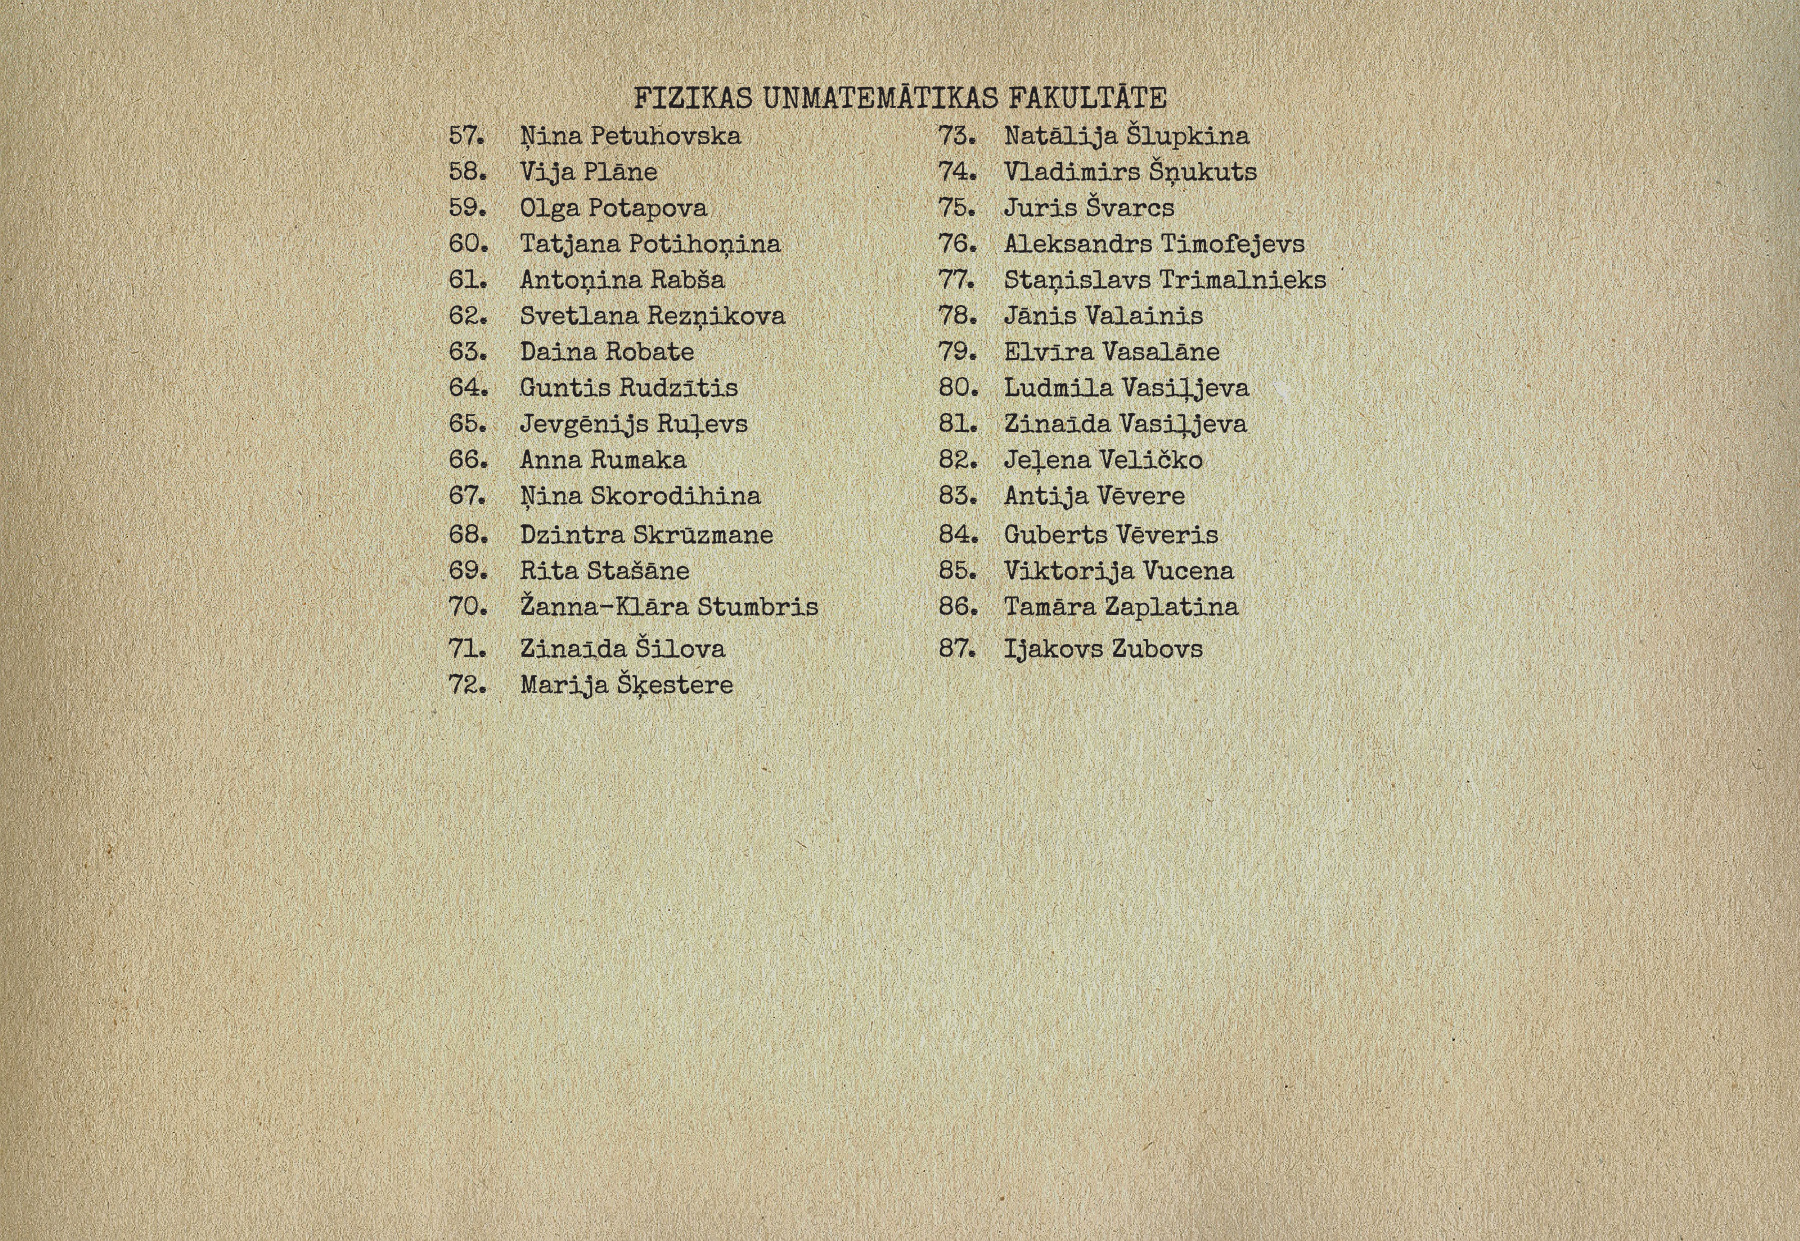 FIZIKAS UNMATEMĀTIKAS FAKULTĀTE
57. Ņina Petuhovska
58. Vija Plāne
59. Olga Potapova
60. Tatjana Potihoņina
61. Antoņina Rabša
62. Svetlana Rezņikova
63. Daina Robate
64. Guntis Rudzītis
65. Jevgēnijs Ruļevs
66. Anna Rumaka
67. Ņina Skorodihina
68. Dzintra Skrūzmane
69. Rita Stašāne
70. Žanna-Klāra Stumbris
71. Zinaīda Šilova
72. Marija Šķestere
73. Natālija Šlupkina
74. Vladimirs Šņukuts
75. Juris Švarcs
76. Aleksandrs Timofejevs
77. Staņislavs Trimalnieks
78. Jānis Valainis
79. Elvīra Vasalāne
80. Ludmila Vasiļjeva
81. Zinaīda Vasiļjeva
82. Jeļena Veličko
83. Antija Vēvere
84. Guberts Vēveris
85. Viktorija Vucena
86. Tamāra Zaplatina
87. Ijakovs Zubovs